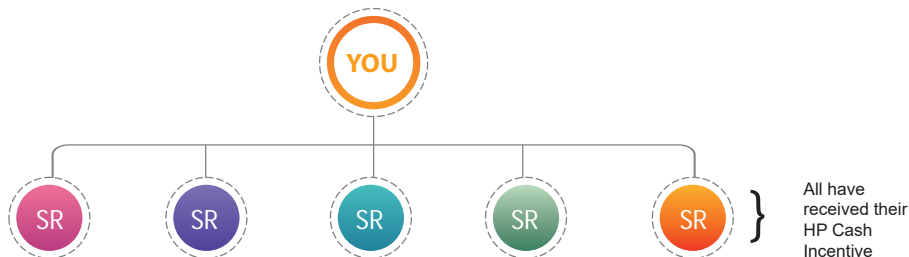 YOU
SR SR SR SR SR
All have
received their
HP Cash
Incentive